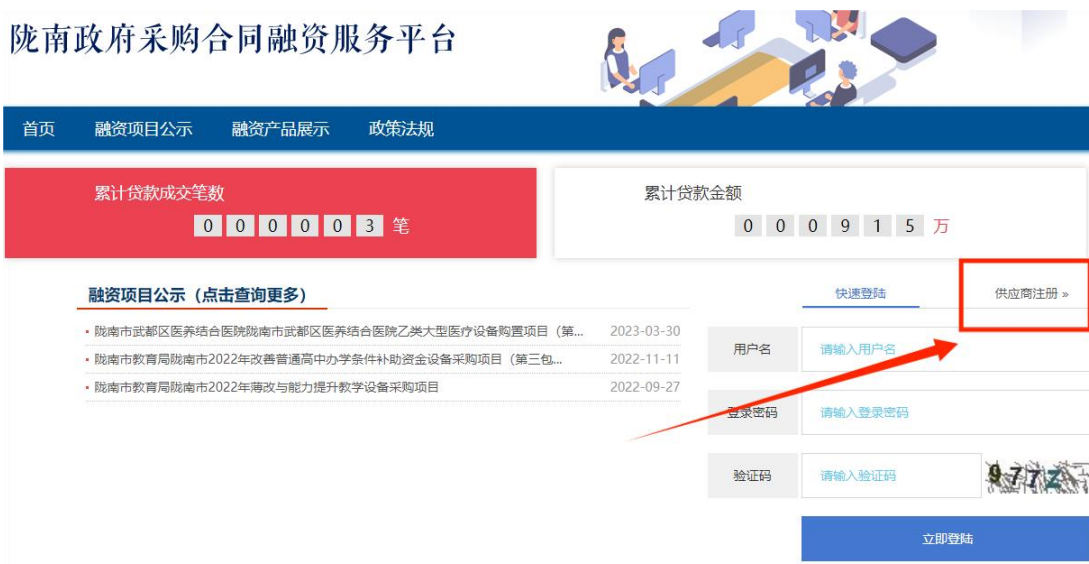 陇南政府采购合同融资服务平台
首页 融资项目公示 融资产品展示 政策法规
累计贷款成交笔数
0 0 0 0 0 3 笔
累计贷款金额
0 0 0 9 1 5 万
融资项目公示（点击查询更多）
陇南市武都区医养结合医院陇南市武都区医养结合医院乙类大型医疗设备购置项目（第... 2023-03-30
陇南市教育局陇南市2022年改善普通高中办学条件补助资金设备采购项目（第三包... 2022-11-11
陇南市教育局陇南市2022年薄改与能力提升教学设备采购项目 2022-09-27
快速登陆 供应商注册 »
用户名 请输入用户名
登录密码 请输入登录密码
验证码 请输入验证码 977Z
立即登陆